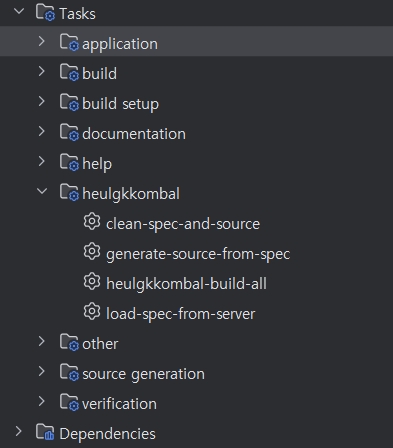 Tasks
application
build
build setup
documentation
help
heulgkkombal
clean-spec-and-source
generate-source-from-spec
heulgkkombal-build-all
load-spec-from-server
other
source generation
verification
Dependencies